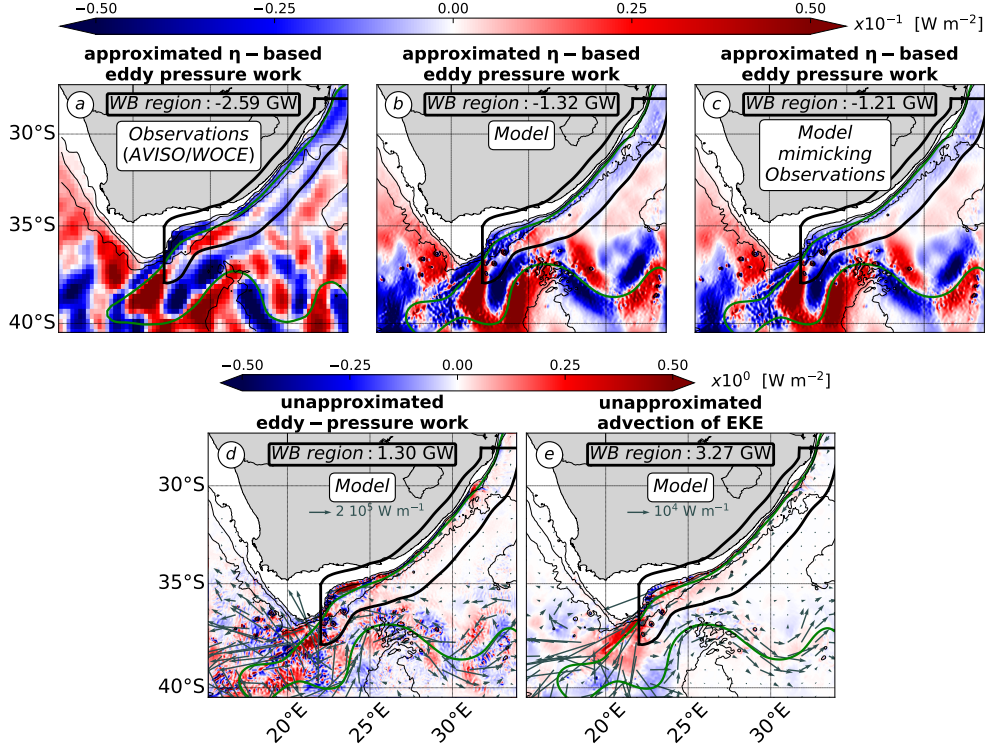 −0.50 −0.25 0.00 0.25 0.50 x10⁻¹ [W m⁻²]
approximated η − based
eddy pressure work
approximated η − based
eddy pressure work
approximated η − based
eddy pressure work
a WB region : -2.59 GW
Observations
(AVISO/WOCE)
b WB region : -1.32 GW
Model
c WB region : -1.21 GW
Model
mimicking
Observations
30°S
35°S
40°S
−0.50 −0.25 0.00 0.25 0.50 x10⁰ [W m⁻²]
unapproximated
eddy − pressure work
unapproximated
advection of EKE
d WB region : 1.30 GW
Model
2 10⁵ W m⁻¹
e WB region : 3.27 GW
Model
10⁴ W m⁻¹
30°S
35°S
40°S
20°E 25°E 30°E
20°E 25°E 30°E